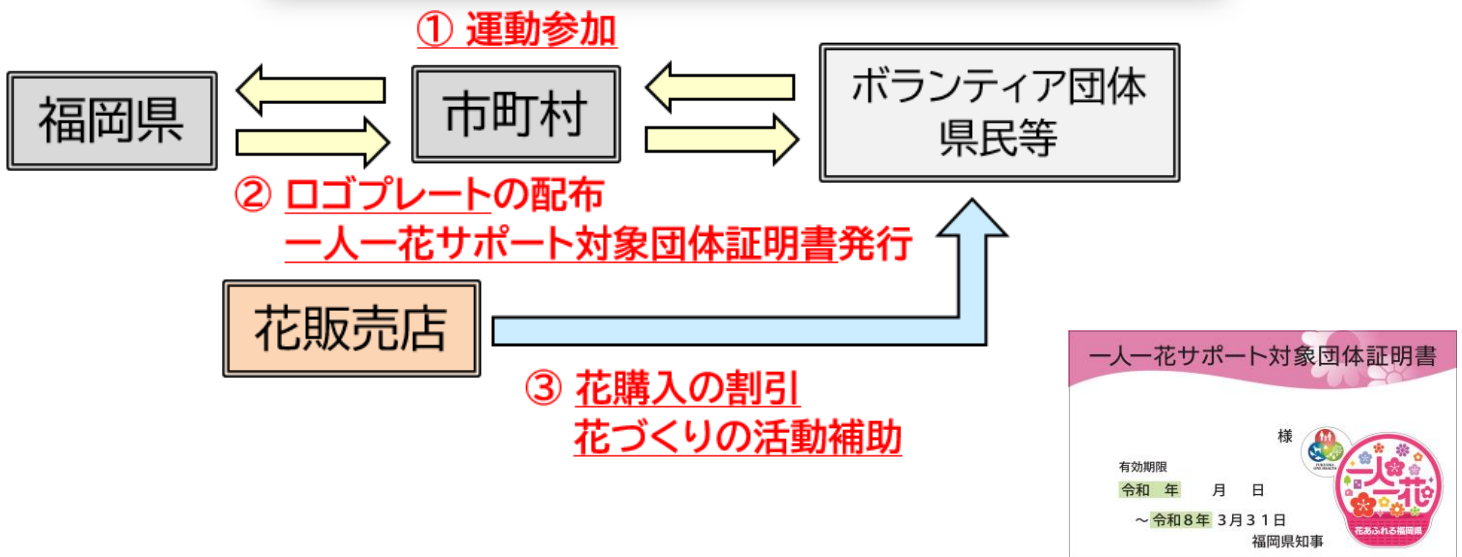 ① 運動参加
福岡県
市町村
ボランティア団体
県民等
② ロゴプレートの配布
一人一花サポート対象団体証明書発行
花販売店
③ 花購入の割引
花づくりの活動補助
一人一花サポート対象団体証明書
様
有効期限
令和 年 月 日
～令和8年 3月31日
福岡県知事
一人一花
花あふれる福岡県